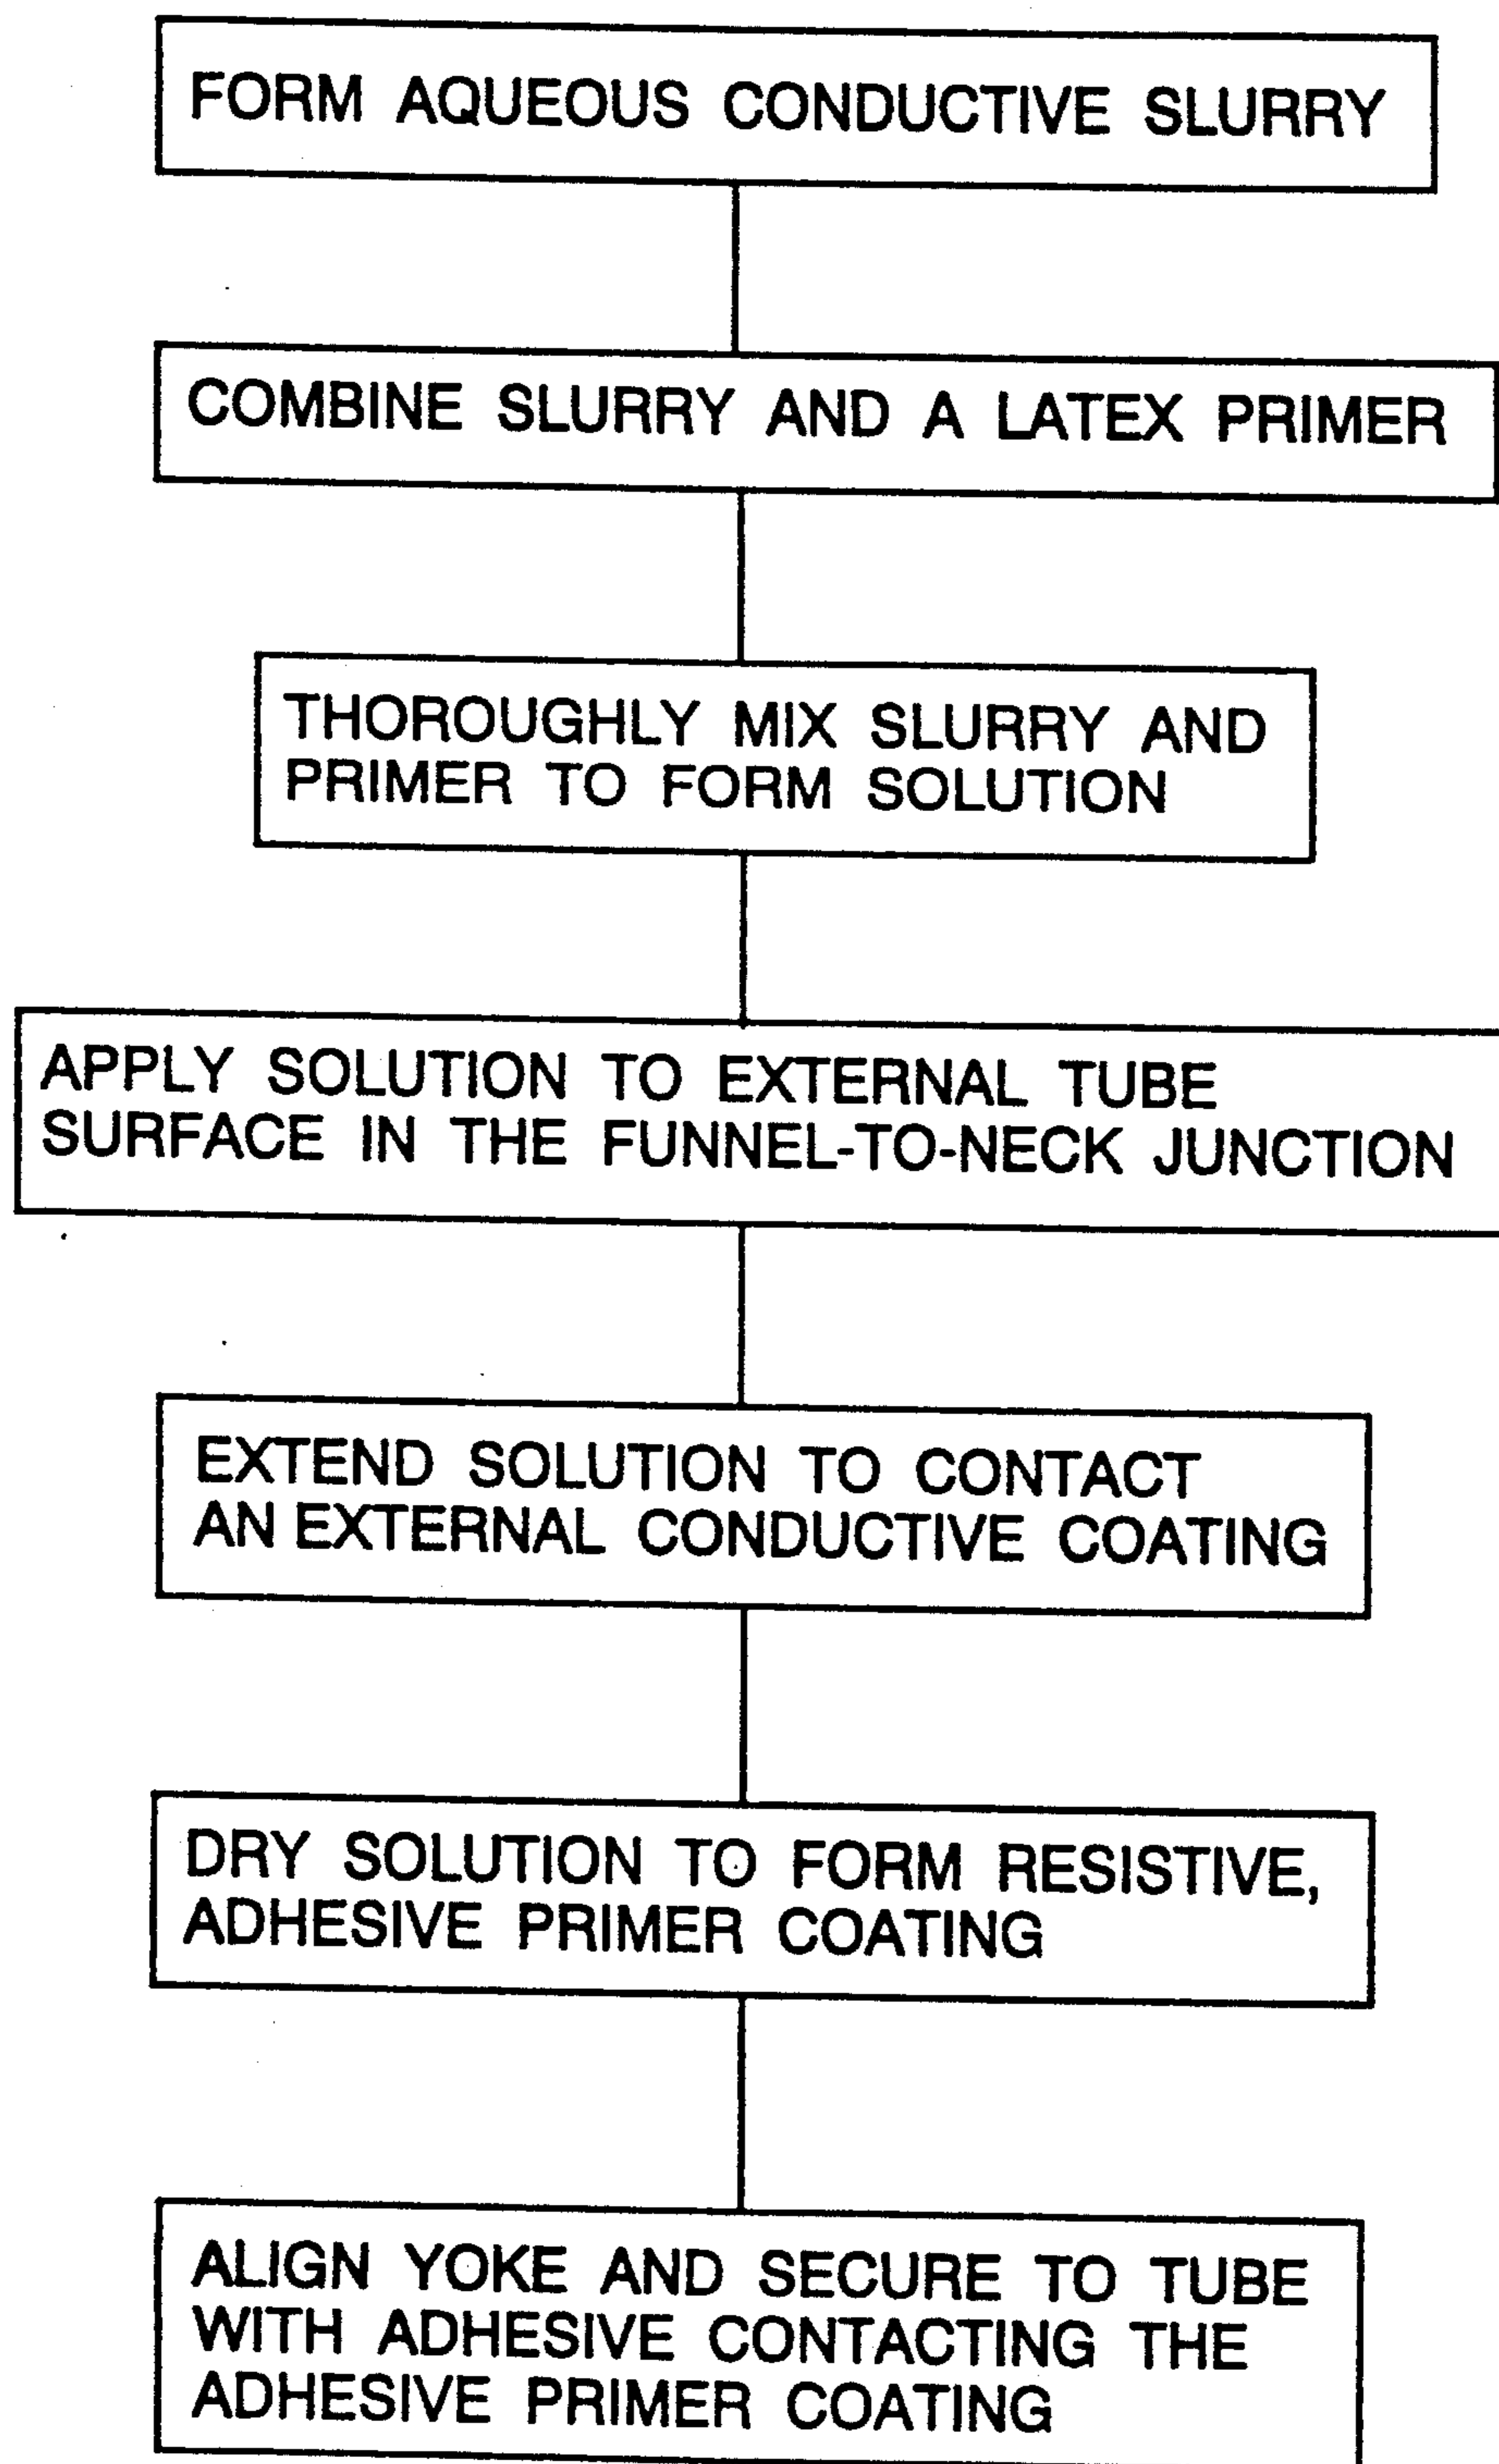 FORM AQUEOUS CONDUCTIVE SLURRY
COMBINE SLURRY AND A LATEX PRIMER
THOROUGHLY MIX SLURRY AND
PRIMER TO FORM SOLUTION
APPLY SOLUTION TO EXTERNAL TUBE
SURFACE IN THE FUNNEL-TO-NECK JUNCTION
EXTEND SOLUTION TO CONTACT
AN EXTERNAL CONDUCTIVE COATING
DRY SOLUTION TO FORM RESISTIVE,
ADHESIVE PRIMER COATING
ALIGN YOKE AND SECURE TO TUBE
WITH ADHESIVE CONTACTING THE
ADHESIVE PRIMER COATING